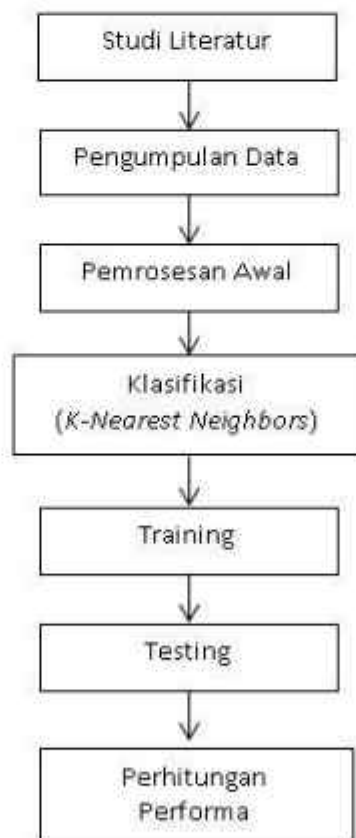 Studi Literatur
Pengumpulan Data
Pemrosesan Awal
Klasifikasi
(K-Nearest Neighbors)
Training
Testing
Perhitungan
Performa